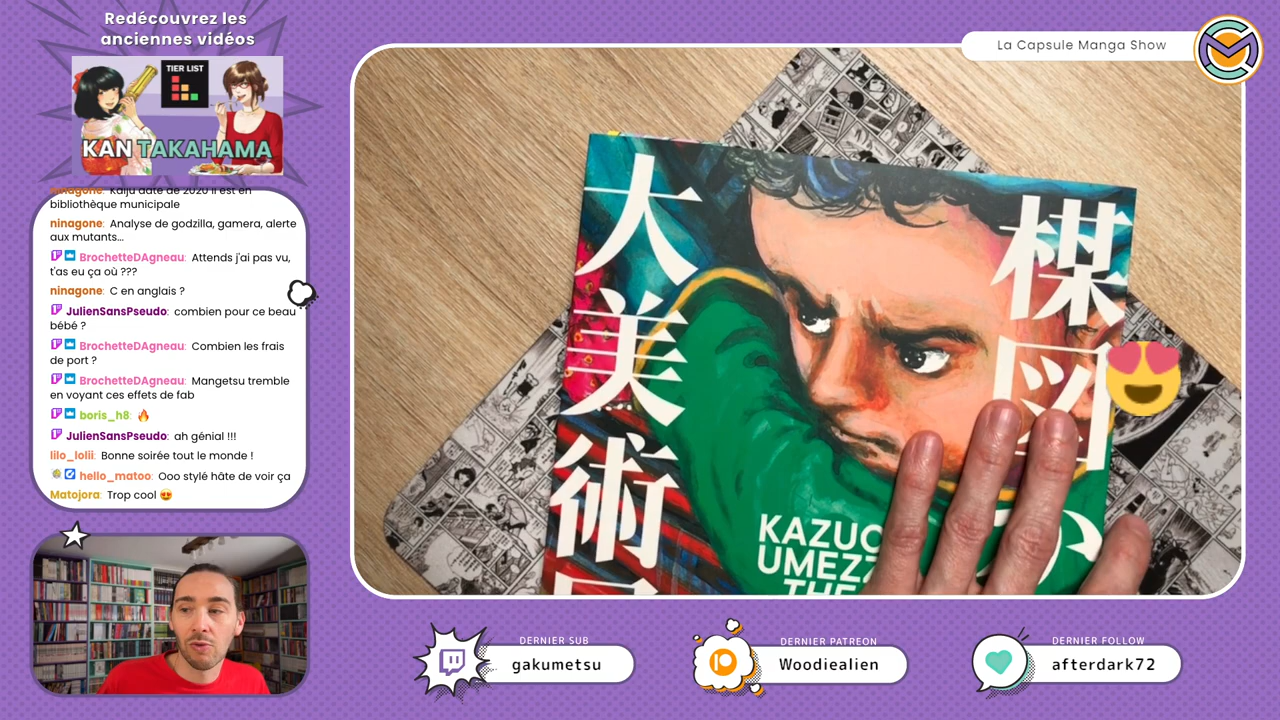 Redécouvrez les
anciennes vidéos
TIER LIST
KAN TAKAHAMA
ninagone: Kaiju date de 2020 il est en
bibliothèque municipale
ninagone: Analyse de godzilla, gamera, alerte
aux mutants...
BrochetteDAgneau: Attends j'ai pas vu,
t'as eu ça où ???
ninagone: C en anglais ?
JulienSansPseudo: combien pour ce beau
bébé ?
BrochetteDAgneau: Combien les frais
de port ?
BrochetteDAgneau: Mangetsu tremble
en voyant ces effets de fab
boris_h8: 🔥
JulienSansPseudo: ah génial !!!
lilo_lolii: Bonne soirée tout le monde !
hello_matoo: Ooo stylé hâte de voir ça
Matojora: Trop cool 😍
La Capsule Manga Show
楳図か
大美術
KAZUO
UMEZZ
THE
DERNIER SUB
gakumetsu
DERNIER PATREON
Woodiealien
DERNIER FOLLOW
afterdark72